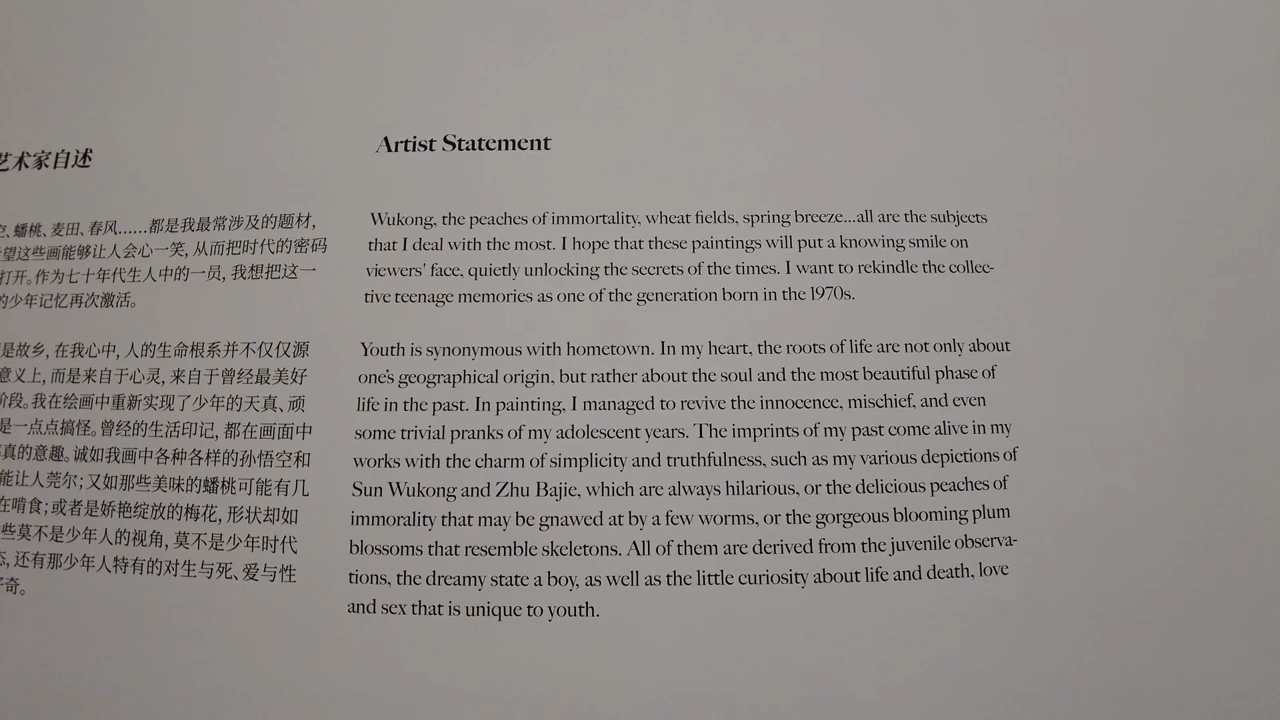 艺术家自述
、蟠桃、麦田、春风……都是我最常涉及的题材,
望这些画能够让人会心一笑, 从而把时代的密码
打开。作为七十年代生人中的一员, 我想把这一
的少年记忆再次激活。
是故乡, 在我心中, 人的生命根系并不仅仅源
意义上, 而是来自于心灵, 来自于曾经最美好
阶段。我在绘画中重新实现了少年的天真、顽
是一点点搞怪。曾经的生活印记, 都在画面中
真的意趣。诚如我画中各种各样的孙悟空和
能让人莞尔; 又如那些美味的蟠桃可能有几
在啃食; 或者是娇艳绽放的梅花, 形状却如
些莫不是少年人的视角, 莫不是少年时代
态, 还有那少年人特有的对生与死、爱与性
奇。
Artist Statement
Wukong, the peaches of immortality, wheat fields, spring breeze...all are the subjects
that I deal with the most. I hope that these paintings will put a knowing smile on
viewers' face, quietly unlocking the secrets of the times. I want to rekindle the collec-
tive teenage memories as one of the generation born in the 1970s.
Youth is synonymous with hometown. In my heart, the roots of life are not only about
one's geographical origin, but rather about the soul and the most beautiful phase of
life in the past. In painting, I managed to revive the innocence, mischief, and even
some trivial pranks of my adolescent years. The imprints of my past come alive in my
works with the charm of simplicity and truthfulness, such as my various depictions of
Sun Wukong and Zhu Bajie, which are always hilarious, or the delicious peaches of
immorality that may be gnawed at by a few worms, or the gorgeous blooming plum
blossoms that resemble skeletons. All of them are derived from the juvenile observa-
tions, the dreamy state a boy, as well as the little curiosity about life and death, love
and sex that is unique to youth.